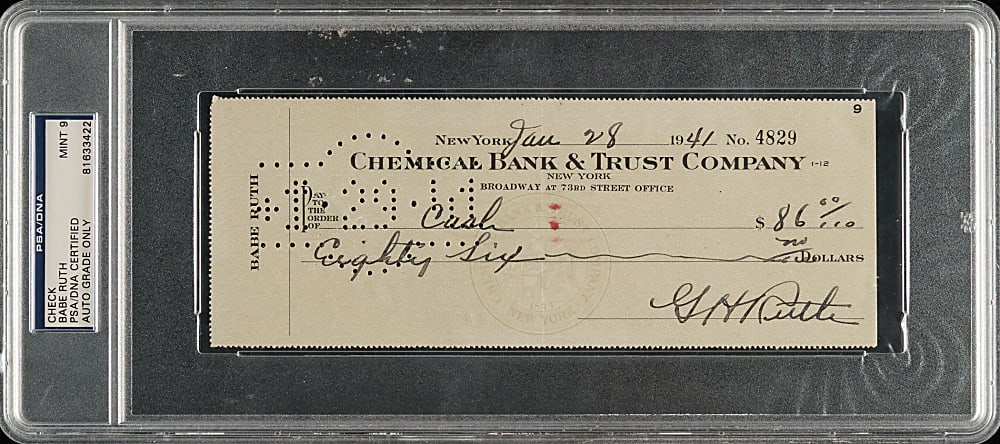 PSA/DNA
CHECK
BABE RUTH
PSA/DNA CERTIFIED
AUTO GRADE ONLY
MINT 9
81633422
9
BABE RUTH
NEW YORK Jan 28 1941 No. 4829
CHEMICAL BANK & TRUST COMPANY 1-12
NEW YORK
BROADWAY AT 73RD STREET OFFICE
PAY TO THE ORDER OF Cash $ 86 00/100
Eighty Six no DOLLARS
G H Ruth